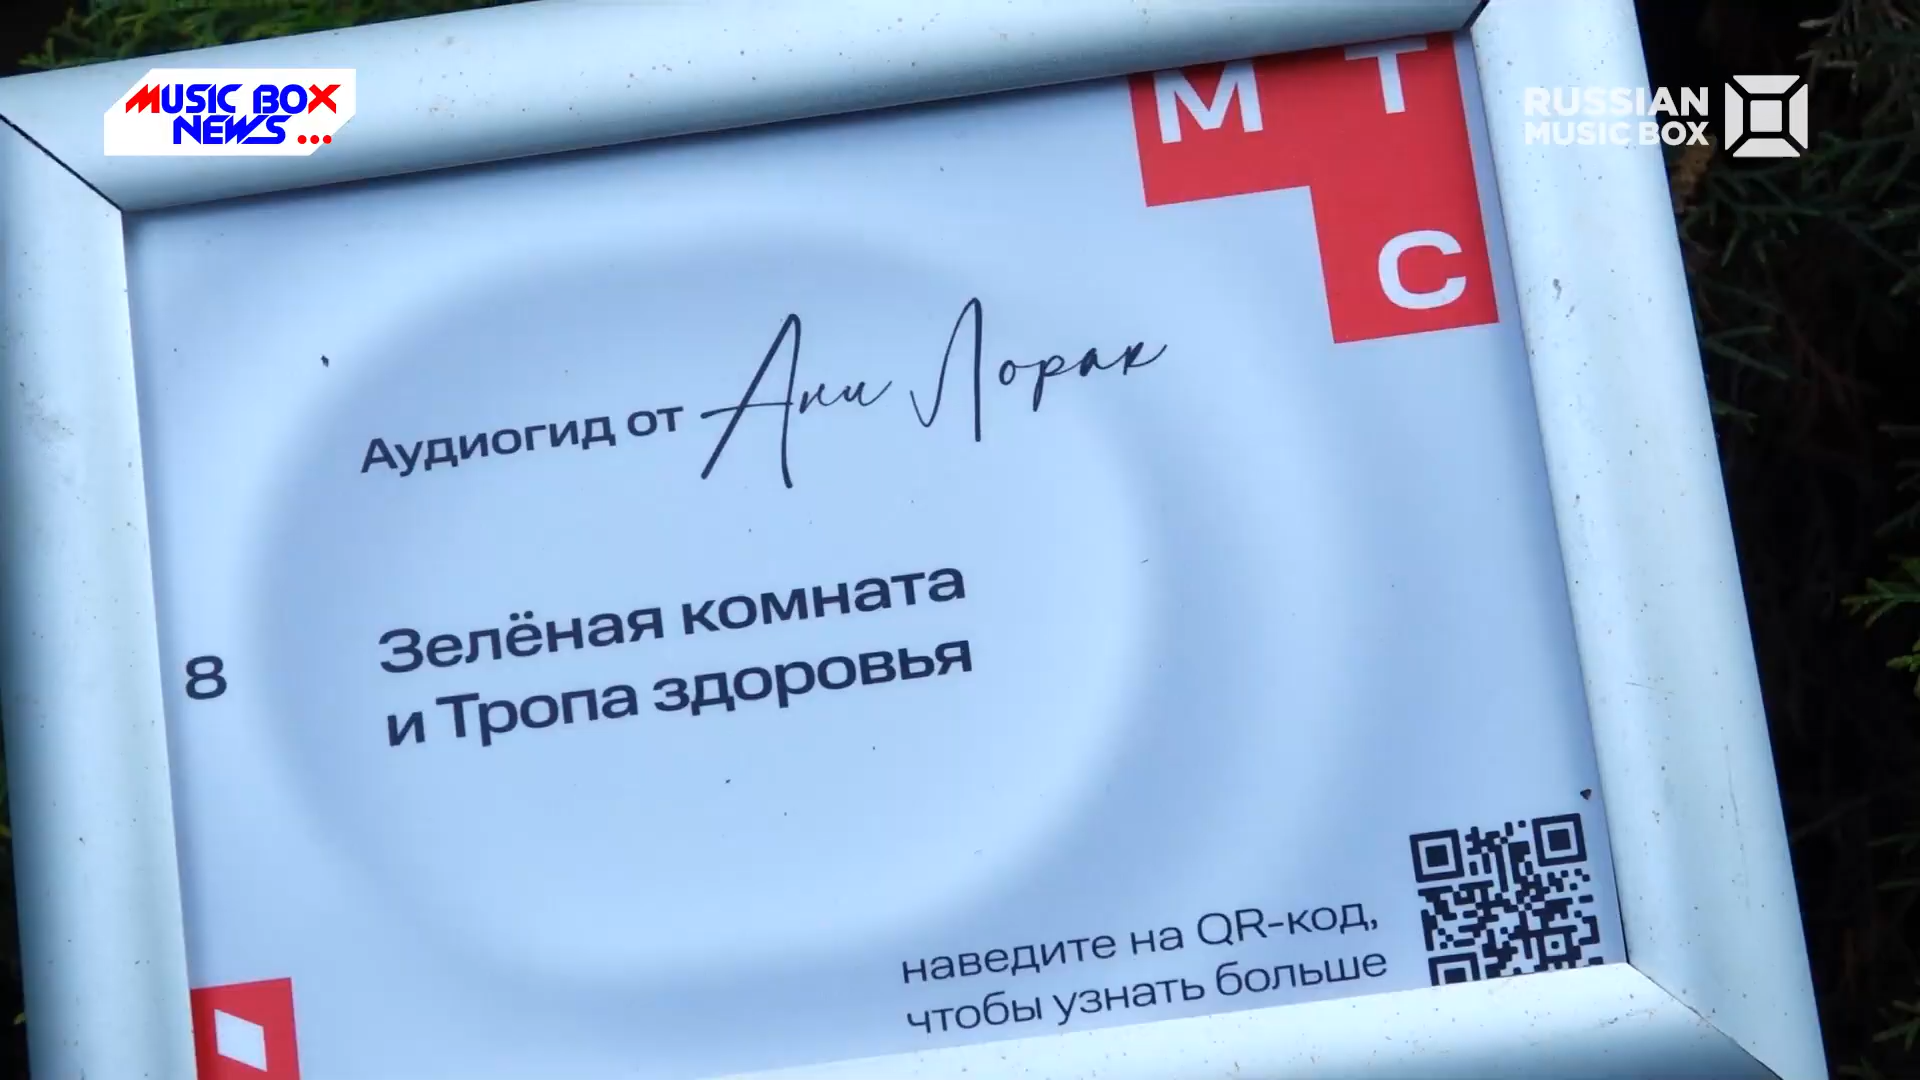 MUSIC BOX
NEWS...
RUSSIAN
MUSIC BOX
МТ
С
Аудиогид от Ани Лорак
8
Зелёная комната
и Тропа здоровья
наведите на QR-код,
чтобы узнать больше